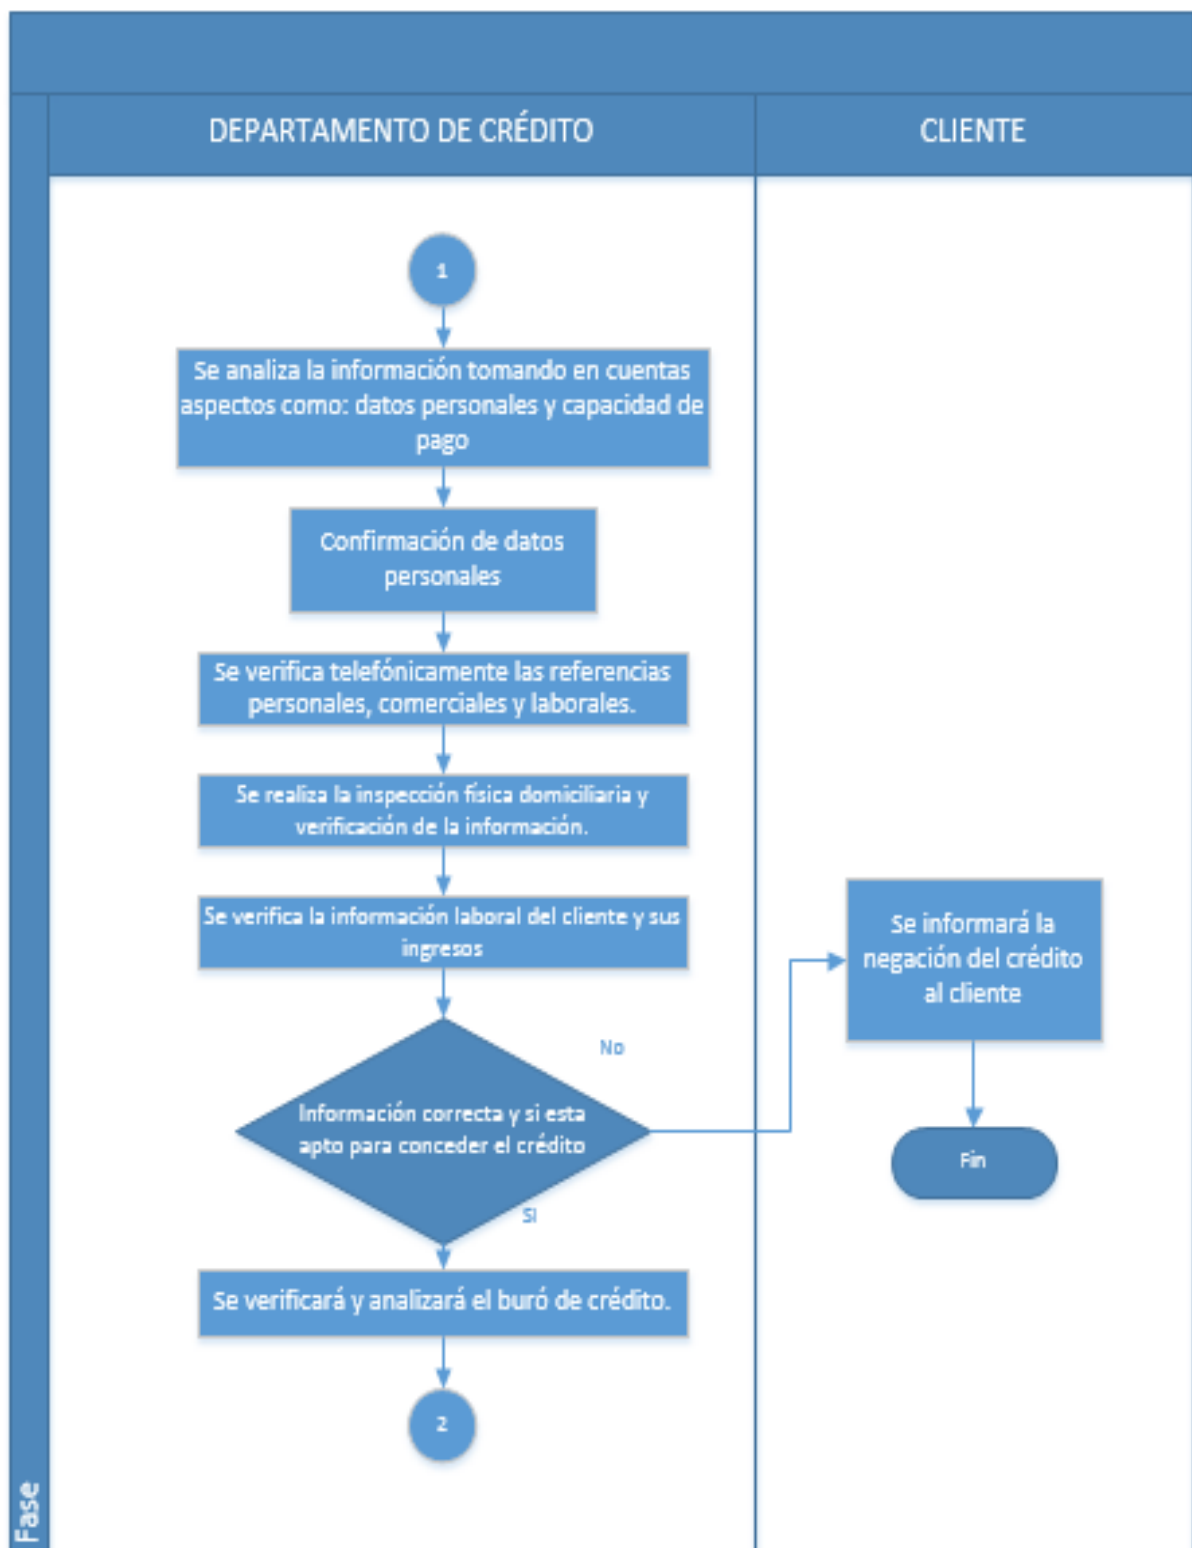 DEPARTAMENTO DE CRÉDITO
CLIENTE
1
Se analiza la información tomando en cuentas
aspectos como: datos personales y capacidad de
pago
Confirmación de datos
personales
Se verifica telefónicamente las referencias
personales, comerciales y laborales.
Se realiza la inspección física domiciliaria y
verificación de la información.
Se verifica la información laboral del cliente y sus
ingresos
No
Se informará la
negación del crédito
al cliente
Información correcta y si esta
apto para conceder el crédito
Fin
Si
Se verificará y analizará el buró de crédito.
2
Fase